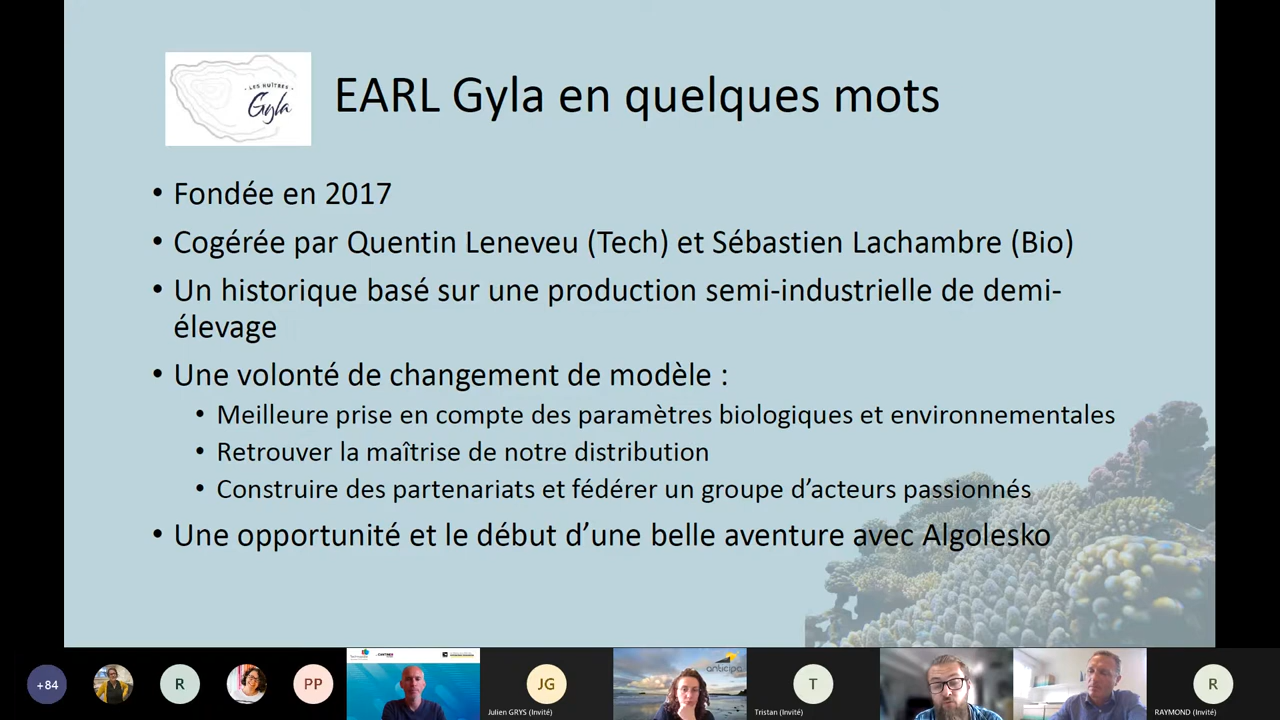 · LES HUÎTRES ·
Gyla
EARL Gyla en quelques mots
• Fondée en 2017
• Cogérée par Quentin Leneveu (Tech) et Sébastien Lachambre (Bio)
• Un historique basé sur une production semi-industrielle de demi-
élevage
• Une volonté de changement de modèle :
• Meilleure prise en compte des paramètres biologiques et environnementales
• Retrouver la maîtrise de notre distribution
• Construire des partenariats et fédérer un groupe d’acteurs passionnés
• Une opportunité et le début d’une belle aventure avec Algolesko
+84
R
PP
JG
Julien GRYS (Invité)
anticipe
T
Tristan (Invité)
R
RAYMOND (Invité)